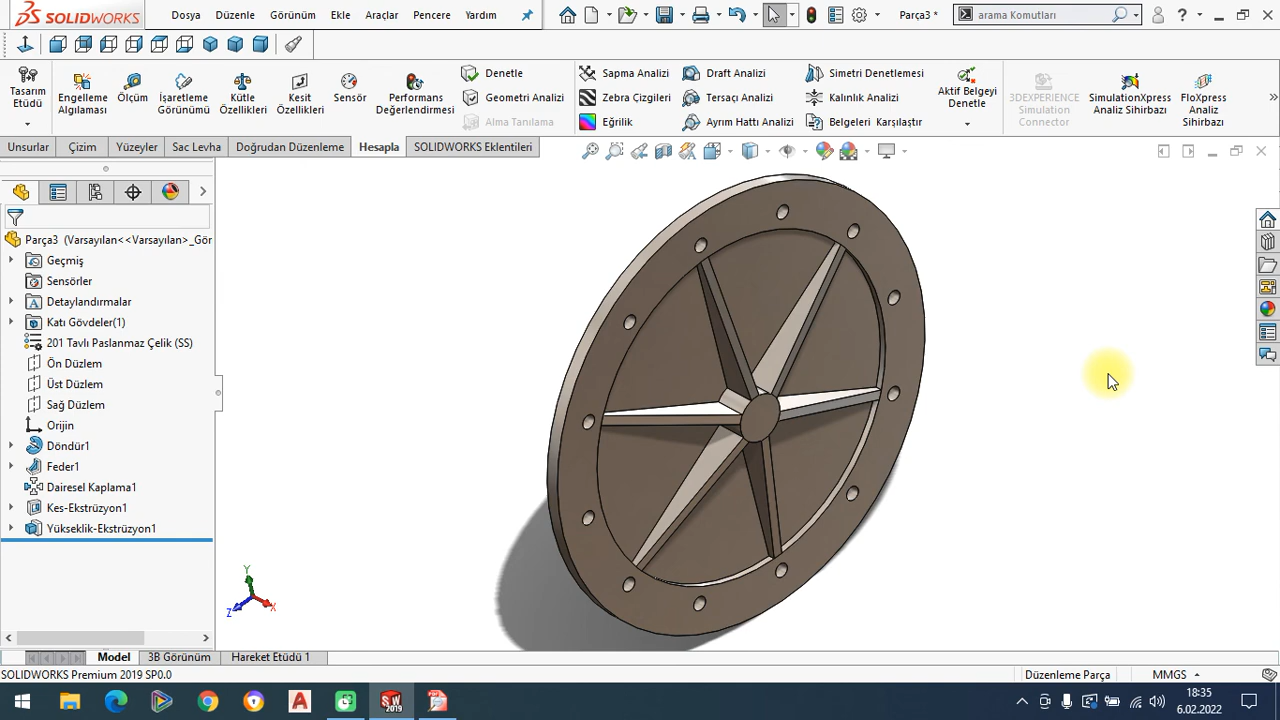 SOLIDWORKS
Dosya Düzenle Görünüm Ekle Araçlar Pencere Yardım
Parça3 *
arama Komutları
Tasarım Etüdü
Engelleme Algılaması
Ölçüm
İşaretleme Görünümü
Kütle Özellikleri
Kesit Özellikleri
Sensör
Performans Değerlendirmesi
Denetle
Geometri Analizi
Alma Tanılama
Sapma Analizi
Zebra Çizgileri
Eğrilik
Draft Analizi
Tersaçı Analizi
Ayrım Hattı Analizi
Simetri Denetlemesi
Kalınlık Analizi
Belgeleri Karşılaştır
Aktif Belgeyi Denetle
3DEXPERIENCE Simulation Connector
SimulationXpress Analiz Sihirbazı
FloXpress Analiz Sihirbazı
Unsurlar Çizim Yüzeyler Sac Levha Doğrudan Düzenleme Hesapla SOLIDWORKS Eklentileri
Parça3 (Varsayılan<<Varsayılan>_Gör
Geçmiş
Sensörler
Detaylandırmalar
Katı Gövdeler(1)
201 Tavlı Paslanmaz Çelik (SS)
Ön Düzlem
Üst Düzlem
Sağ Düzlem
Orijin
Döndür1
Feder1
Dairesel Kaplama1
Kes-Ekstrüzyon1
Yükseklik-Ekstrüzyon1
Y
Z
X
Model 3B Görünüm Hareket Etüdü 1
SOLIDWORKS Premium 2019 SP0.0
Düzenleme Parça
MMGS
18:35
6.02.2022